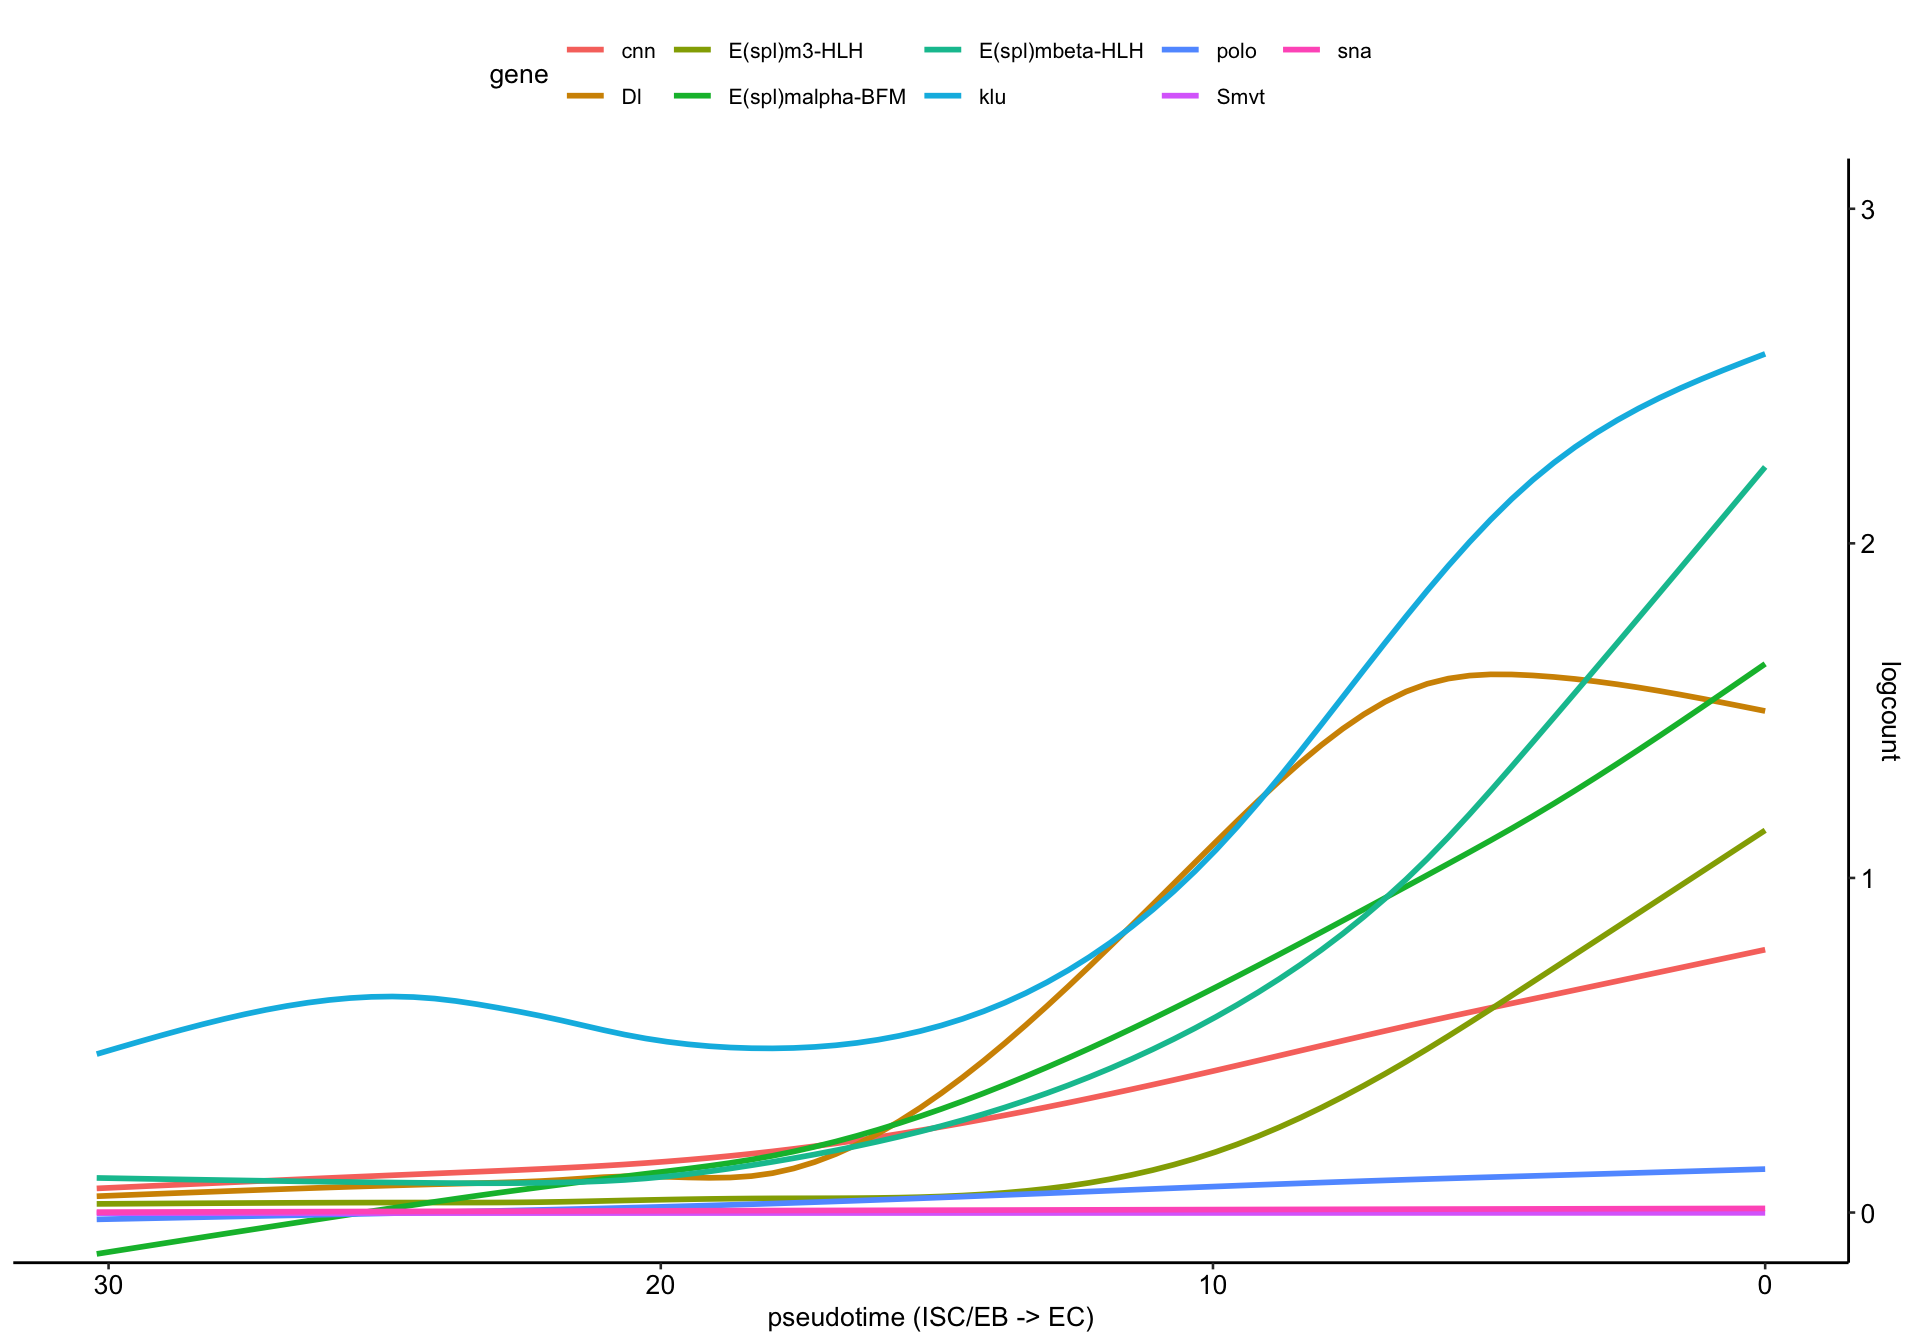 gene
cnn E(spl)m3-HLH E(spl)mbeta-HLH polo sna
Dl E(spl)malpha-BFM klu Smvt
3
2
1
0
logcount
30 20 10 0
pseudotime (ISC/EB -> EC)